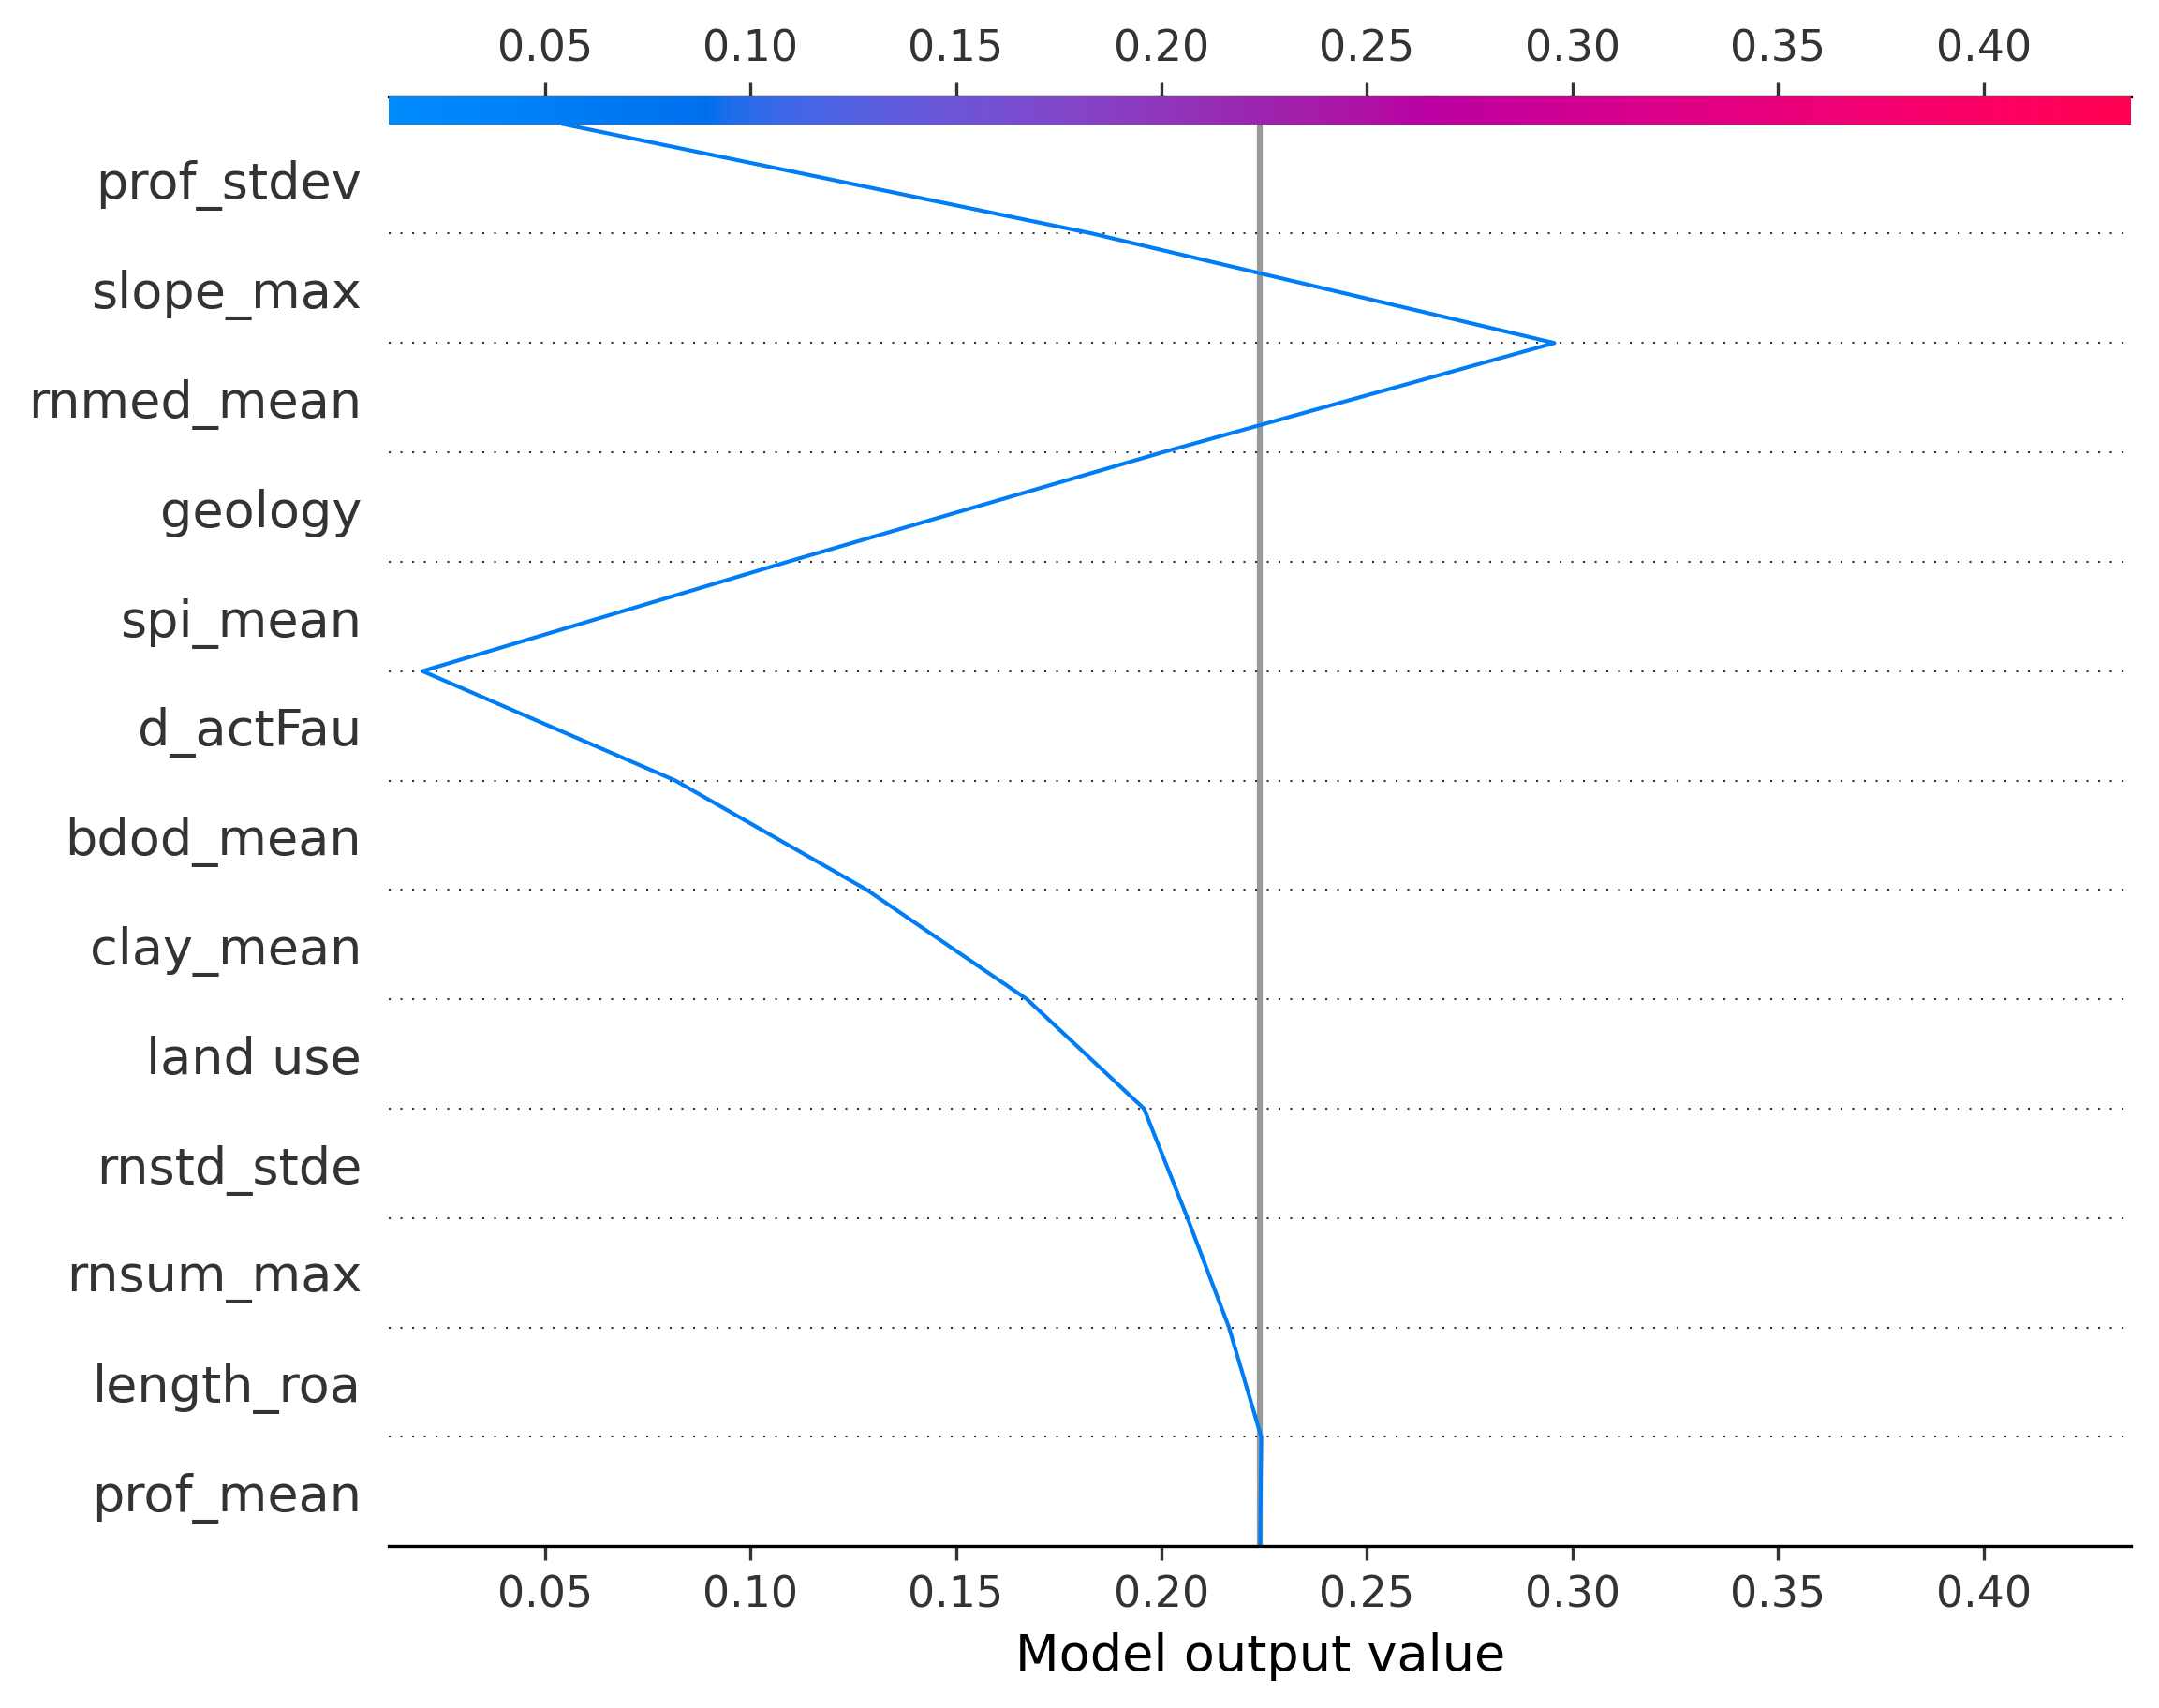 0.05 0.10 0.15 0.20 0.25 0.30 0.35 0.40
prof_stdev
slope_max
rnmed_mean
geology
spi_mean
d_actFau
bdod_mean
clay_mean
land use
rnstd_stde
rnsum_max
length_roa
prof_mean
0.05 0.10 0.15 0.20 0.25 0.30 0.35 0.40
Model output value